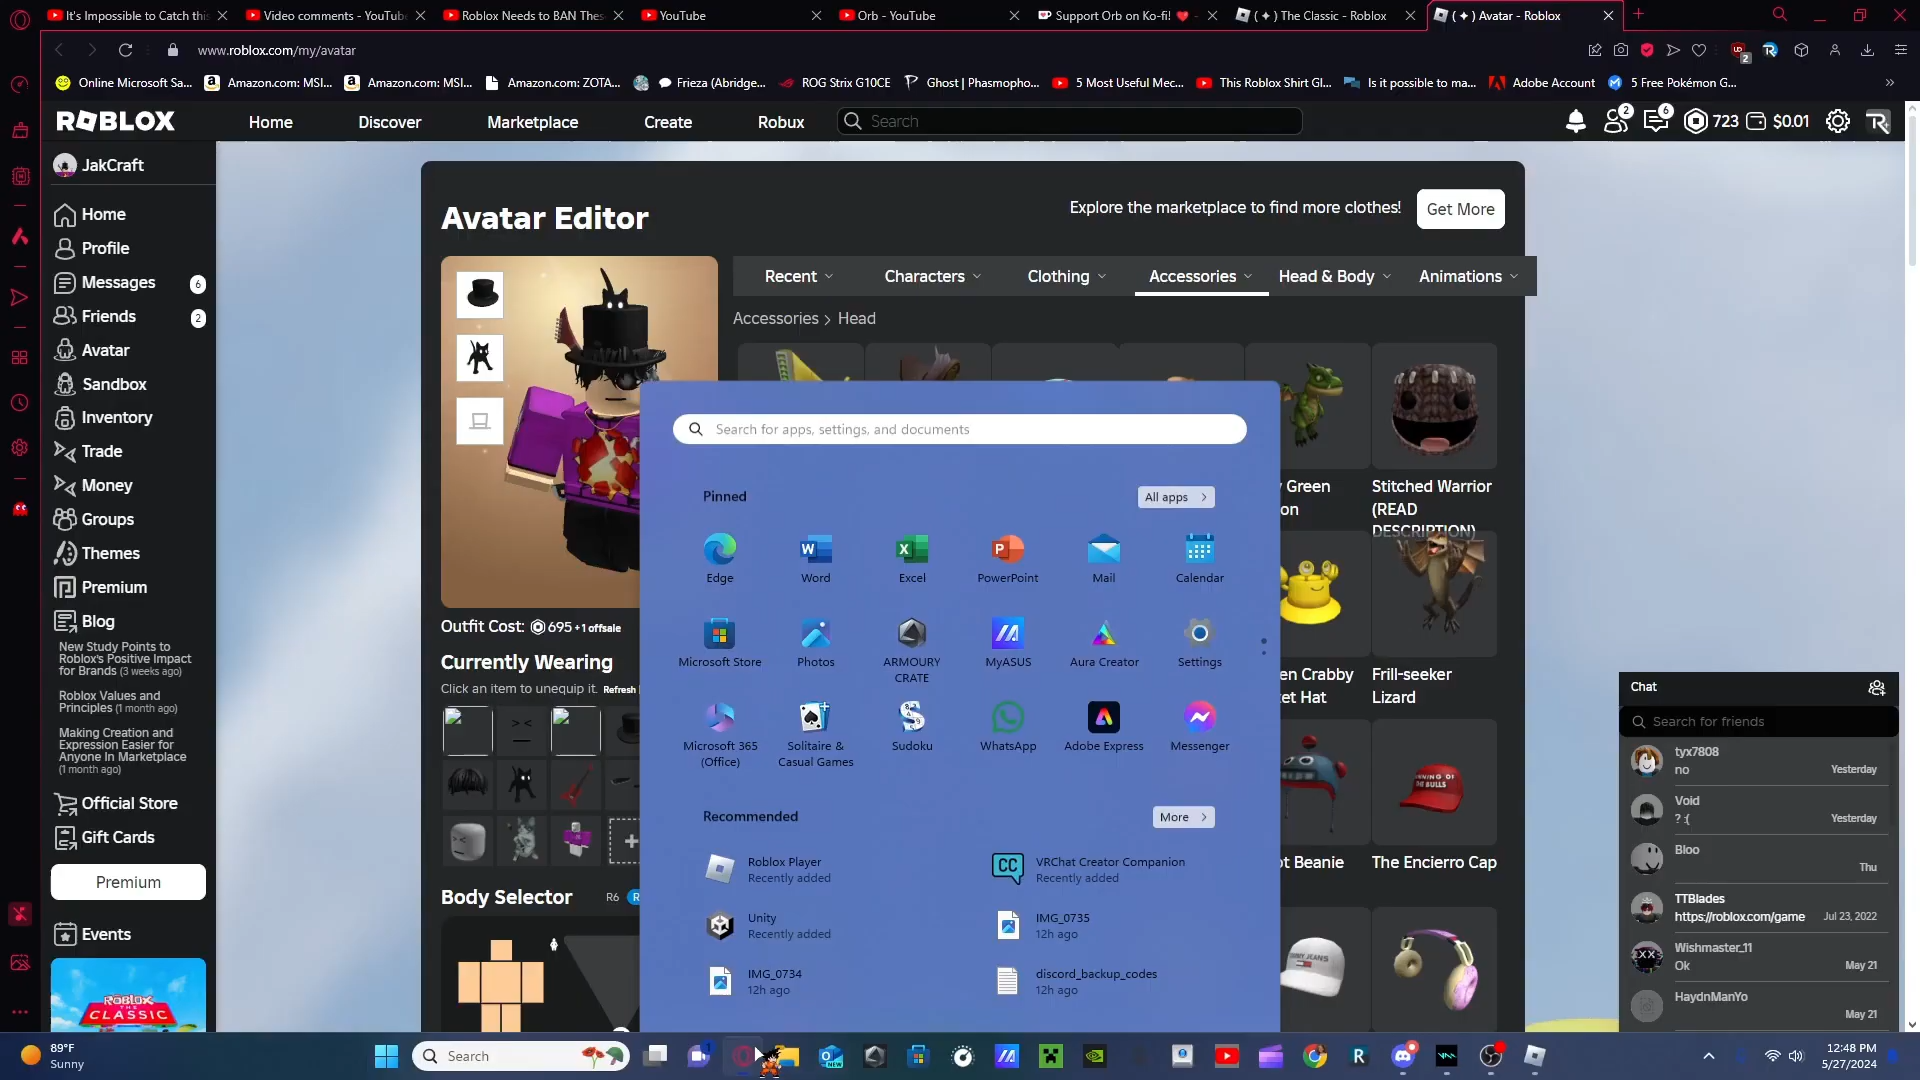 It's Impossible to Catch this
Video comments - YouTube
Roblox Needs to BAN Thes
YouTube
Orb - YouTube
Support Orb on Ko-fi! ❤️ -
( ✦ ) The Classic - Roblox
( ✦ ) Avatar - Roblox
www.roblox.com/my/avatar
2
Online Microsoft Sa...
Amazon.com: MSI...
Amazon.com: MSI...
Amazon.com: ZOTA...
Frieza (Abridge...
ROG Strix G10CE
Ghost | Phasmopho...
5 Most Useful Mec...
This Roblox Shirt Gl...
Is it possible to ma...
Adobe Account
5 Free Pokémon G...
ROBLOX
Home
Discover
Marketplace
Create
Robux
Search
2
6
723
$0.01
JakCraft
Home
Profile
Messages
6
Friends
2
Avatar
Sandbox
Inventory
Trade
Money
Groups
Themes
Premium
Blog
New Study Points to
Roblox's Positive Impact
for Brands (3 weeks ago)
Roblox Values and
Principles (1 month ago)
Making Creation and
Expression Easier for
Anyone In Marketplace
(1 month ago)
Official Store
Gift Cards
Premium
Events
ROBLOX
THE
CLASSIC
Avatar Editor
Explore the marketplace to find more clothes!
Get More
Recent
Characters
Clothing
Accessories
Head & Body
Animations
Accessories > Head
Outfit Cost: 695 +1 offsale
Currently Wearing
Click an item to unequip it. Refresh
Body Selector
R6
y Green
on
Stitched Warrior
(READ
DESCRIPTION)
en Crabby
et Hat
Frill-seeker
Lizard
ot Beanie
The Encierro Cap
Search for apps, settings, and documents
Pinned
All apps >
Edge
Word
Excel
PowerPoint
Mail
Calendar
Microsoft Store
Photos
ARMOURY
CRATE
MyASUS
Aura Creator
Settings
Microsoft 365
(Office)
Solitaire &
Casual Games
Sudoku
WhatsApp
Adobe Express
Messenger
Recommended
More >
Roblox Player
Recently added
VRChat Creator Companion
Recently added
Unity
Recently added
IMG_0735
12h ago
IMG_0734
12h ago
discord_backup_codes
12h ago
Chat
Search for friends
tyx7808
no
Yesterday
Void
? :(
Yesterday
Bloo
Thu
TTBlades
https://roblox.com/game
Jul 23, 2022
Wishmaster_11
Ok
May 21
HaydnManYo
May 21
89°F
Sunny
Search
12:48 PM
5/27/2024